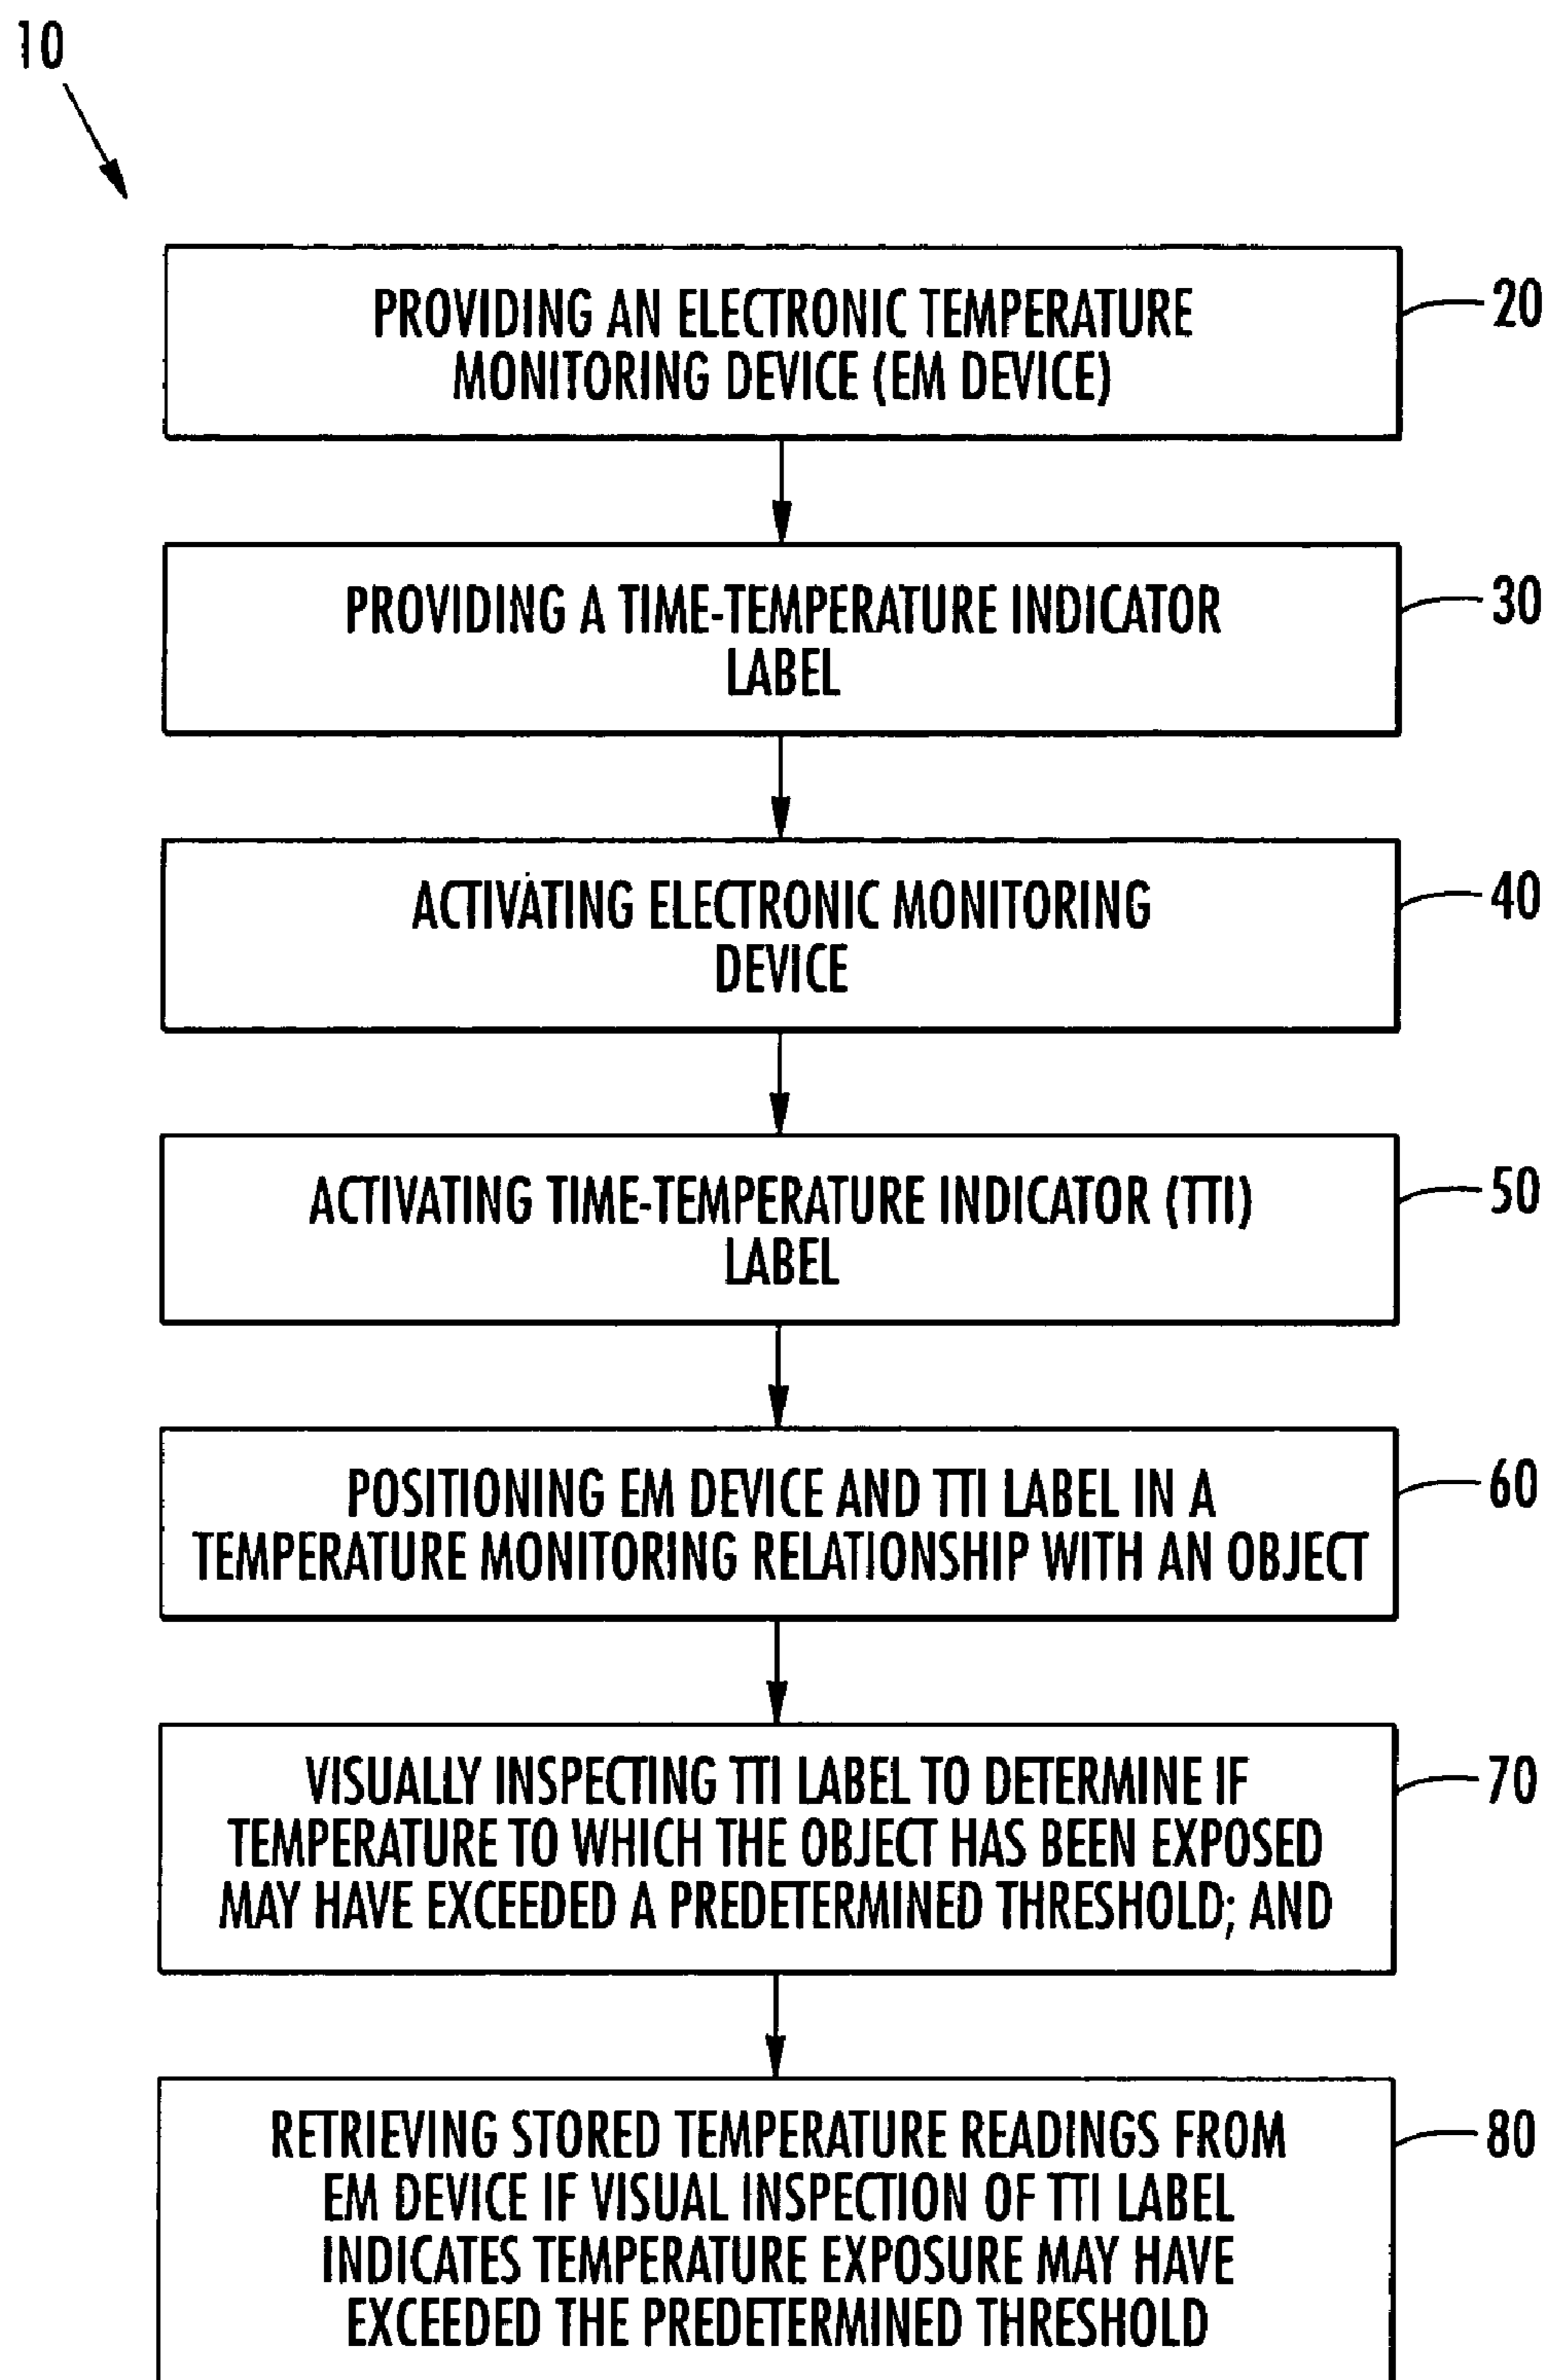 10
PROVIDING AN ELECTRONIC TEMPERATURE
MONITORING DEVICE (EM DEVICE)
20
PROVIDING A TIME-TEMPERATURE INDICATOR
LABEL
30
ACTIVATING ELECTRONIC MONITORING
DEVICE
40
ACTIVATING TIME-TEMPERATURE INDICATOR (TTI)
LABEL
50
POSITIONING EM DEVICE AND TTI LABEL IN A
TEMPERATURE MONITORING RELATIONSHIP WITH AN OBJECT
60
VISUALLY INSPECTING TTI LABEL TO DETERMINE IF
TEMPERATURE TO WHICH THE OBJECT HAS BEEN EXPOSED
MAY HAVE EXCEEDED A PREDETERMINED THRESHOLD; AND
70
RETRIEVING STORED TEMPERATURE READINGS FROM
EM DEVICE IF VISUAL INSPECTION OF TTI LABEL
INDICATES TEMPERATURE EXPOSURE MAY HAVE
EXCEEDED THE PREDETERMINED THRESHOLD
80